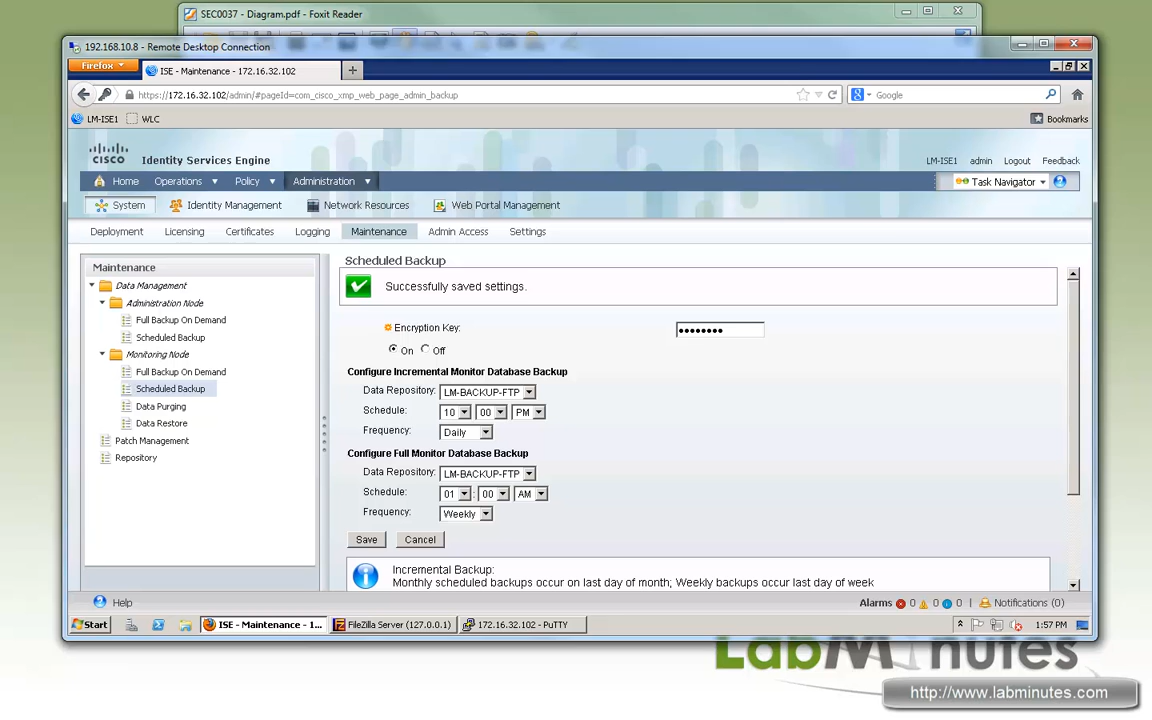 SEC0037 - Diagram.pdf - Foxit Reader
192.168.10.8 - Remote Desktop Connection
Firefox
ISE - Maintenance - 172.16.32.102
https://172.16.32.102/admin/#pageId=com_cisco_xmp_web_page_admin_backup
Google
LM-ISE1 WLC
Bookmarks
CISCO Identity Services Engine
LM-ISE1 admin Logout Feedback
Home Operations Policy Administration
Task Navigator
System Identity Management Network Resources Web Portal Management
Deployment Licensing Certificates Logging Maintenance Admin Access Settings
Maintenance
Data Management
Administration Node
Full Backup On Demand
Scheduled Backup
Monitoring Node
Full Backup On Demand
Scheduled Backup
Data Purging
Data Restore
Patch Management
Repository
Scheduled Backup
Successfully saved settings.
Encryption Key: ••••••••
On Off
Configure Incremental Monitor Database Backup
Data Repository: LM-BACKUP-FTP
Schedule: 10 00 PM
Frequency: Daily
Configure Full Monitor Database Backup
Data Repository: LM-BACKUP-FTP
Schedule: 01 : 00 AM
Frequency: Weekly
Save Cancel
Incremental Backup:
Monthly scheduled backups occur on last day of month; Weekly backups occur last day of week
Help
Alarms 0 0 0 | Notifications (0)
Start ISE - Maintenance - 1... FileZilla Server (127.0.0.1) 172.16.32.102 - PuTTY 1:57 PM
LabMinutes
http://www.labminutes.com